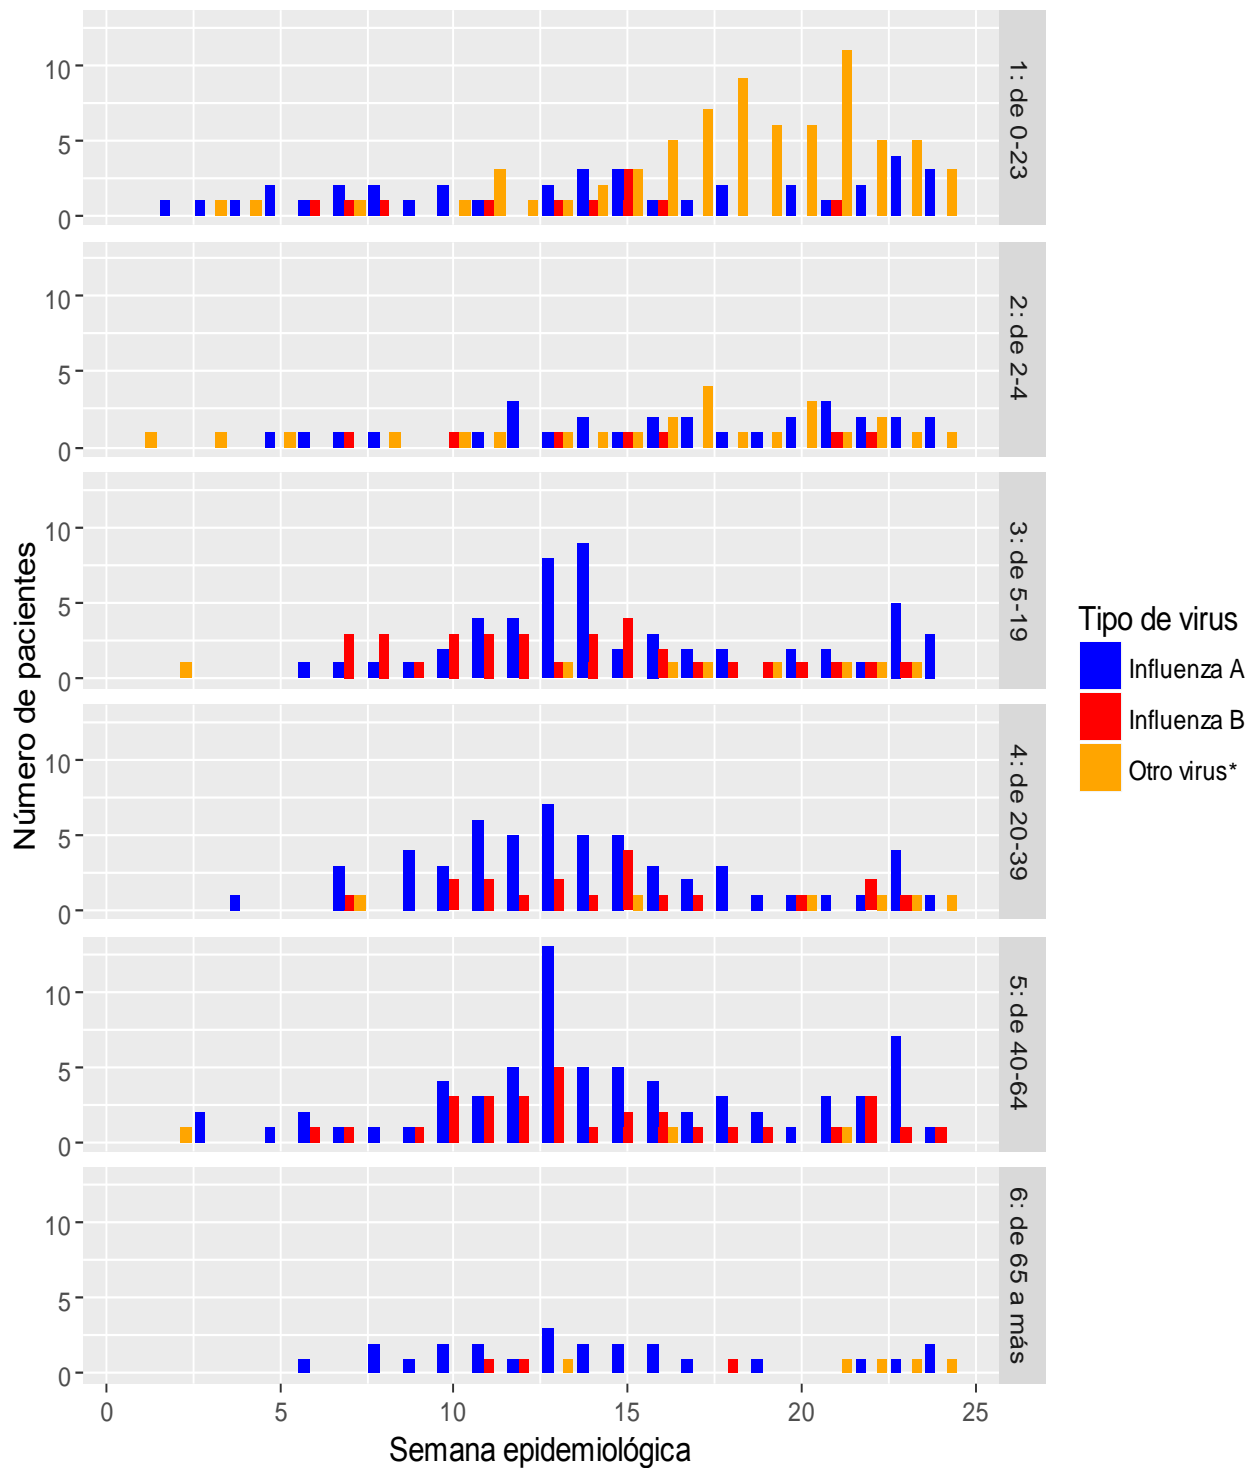 10
5
0
1: de 0-23
10
5
0
2: de 2-4
10
5
0
3: de 5-19
10
5
0
4: de 20-39
10
5
0
5: de 40-64
10
5
0
6: de 65 a más
0
5
10
15
20
25
Semana epidemiológica
Número de pacientes
Tipo de virus
Influenza A
Influenza B
Otro virus*